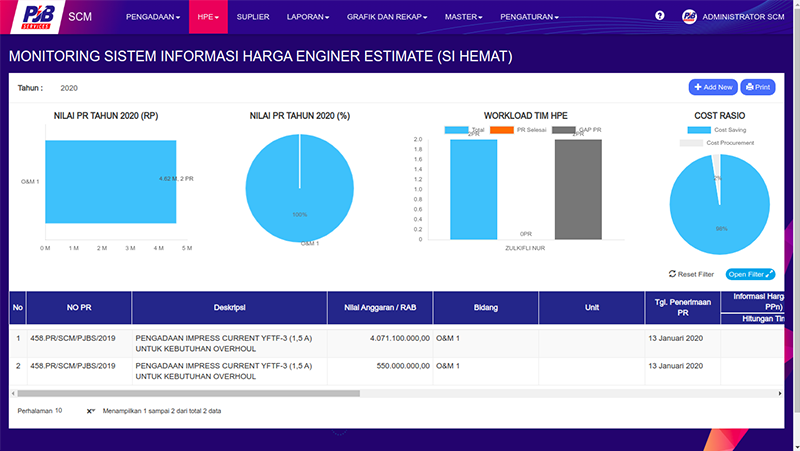 PJB SERVICES
SCM
PENGADAAN
HPE
SUPLIER
LAPORAN
GRAFIK DAN REKAP
MASTER
PENGATURAN
PJB
ADMINISTRATOR SCM
MONITORING SISTEM INFORMASI HARGA ENGINER ESTIMATE (SI HEMAT)
Tahun : 2020
Add New
Print
NILAI PR TAHUN 2020 (RP)
O&M 1
4.62 M, 2 PR
0 M 1 M 2 M 3 M 4 M 5 M
NILAI PR TAHUN 2020 (%)
100%
O&M 1
WORKLOAD TIM HPE
Total PR Selesai GAP PR
2PR 2PR
2.0
1.8
1.6
1.4
1.2
1.0
0.8
0.6
0.4
0.2
0
0PR
ZULKIFLI NUR
COST RASIO
Cost Saving
Cost Procurement
2%
98%
Reset Filter
Open Filter
No NO PR Deskripsi Nilai Anggaran / RAB Bidang Unit Tgl. Penerimaan PR Informasi Harga PPn)
Hitungan Tim
1 458.PR/SCM/PJBS/2019 PENGADAAN IMPRESS CURRENT YFTF-3 (1,5 A) 4.071.100.000,00 O&M 1 13 Januari 2020
UNTUK KEBUTUHAN OVERHOUL
2 458.PR/SCM/PJBS/2019 PENGADAAN IMPRESS CURRENT YFTF-3 (1,5 A) 550.000.000,00 O&M 1 13 Januari 2020
UNTUK KEBUTUHAN OVERHOUL
Perhalaman 10 Menampilkan 1 sampai 2 dari total 2 data